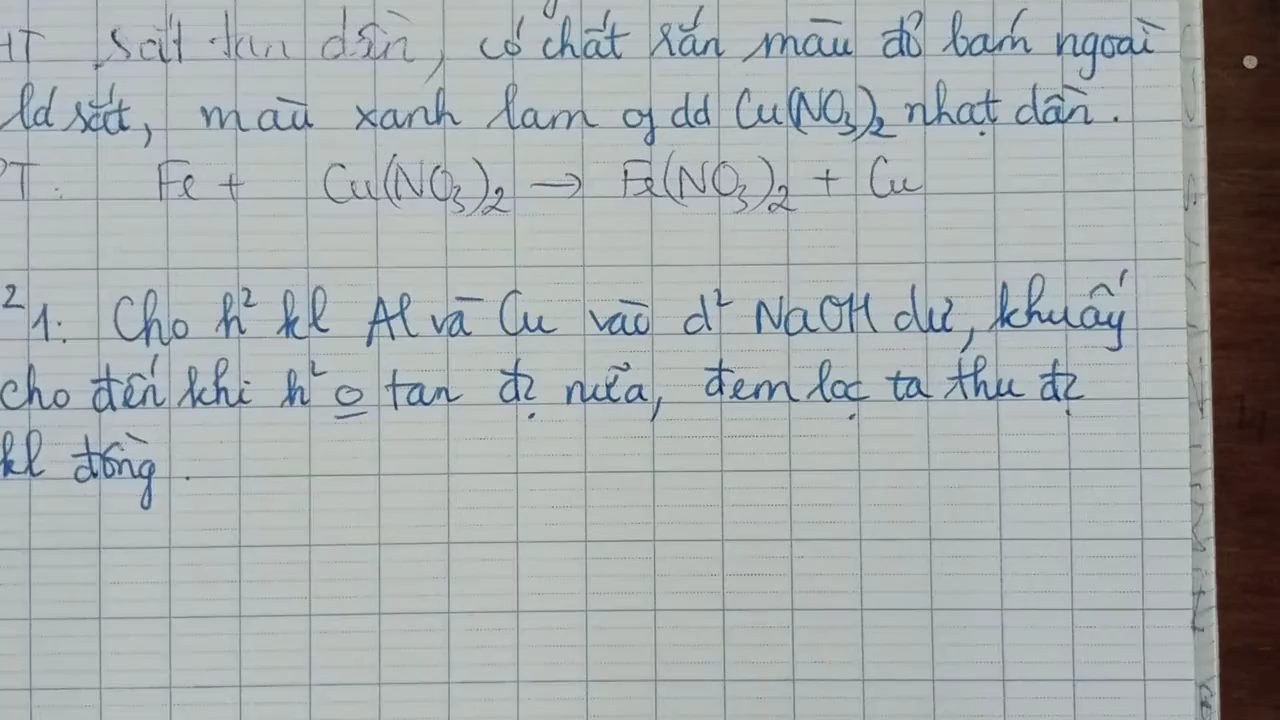 HT sắt tan dần, có chất rắn màu đỏ bám ngoài
ld sắt, màu xanh lam of dd Cu(NO3)2 nhạt dần.
PT: Fe + Cu(NO3)2 → Fe(NO3)2 + Cu
21: Cho h2 kl Al và Cu vào d2 NaOH dư, khuấy
cho đến khi h2 o tan đc nữa, đem lọc ta thu đc
kl đồng.